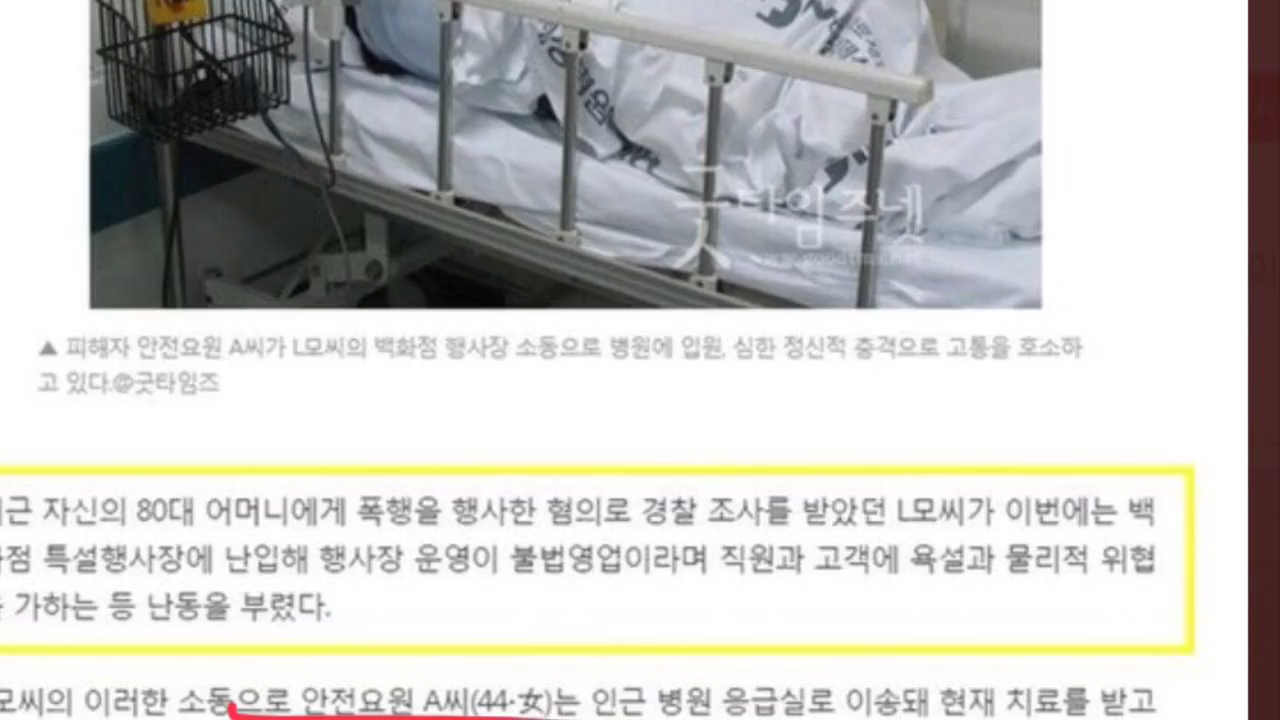 병원
굿타임즈넷
▲ 피해자 안전요원 A씨가 L모씨의 백화점 행사장 소동으로 병원에 입원, 심한 정신적 충격으로 고통을 호소하
고 있다.@굿타임즈
자신의 80대 어머니에게 폭행을 행사한 혐의로 경찰 조사를 받았던 L모씨가 이번에는 백
특설행사장에 난입해 행사장 운영이 불법영업이라며 직원과 고객에 욕설과 물리적 위협
가하는 등 난동을 부렸다.
모씨의 이러한 소동으로 안전요원 A씨(44·女)는 인근 병원 응급실로 이송돼 현재 치료를 받고